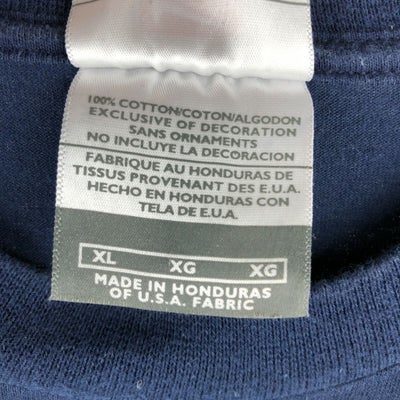 100% COTTON/COTON/ALGODON
EXCLUSIVE OF DECORATION
SANS ORNAMENTS
NO INCLUYE LA DECORACION
FABRIQUE AU HONDURAS DE
TISSUS PROVENANT DES E.U.A.
HECHO EN HONDURAS CON
TELA DE E.U.A.
XL XG XG
MADE IN HONDURAS
OF U.S.A. FABRIC